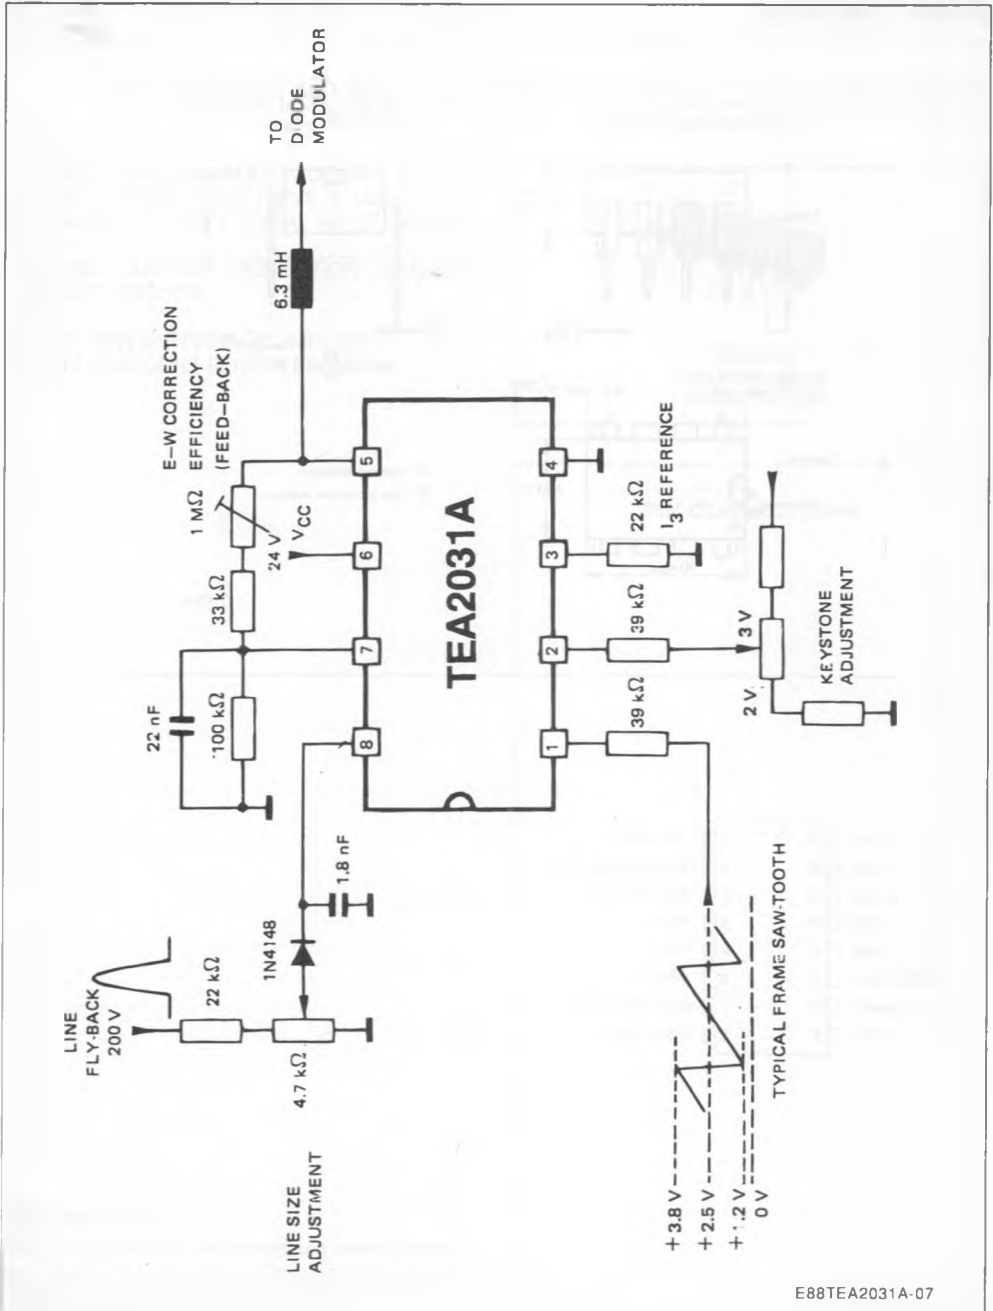 TO
DIODE
MODULATOR
6.3 mH
E–W CORRECTION
EFFICIENCY
(FEED–BACK)
1 MΩ
24 V
VCC
33 kΩ
22 nF
100 kΩ
LINE
FLY-BACK
200 V
22 kΩ
1N4148
1.8 nF
4.7 kΩ
LINE SIZE
ADJUSTMENT
8
7
6
5
TEA2031A
1
2
3
4
39 kΩ
39 kΩ
22 kΩ
I3 REFERENCE
2 V
3 V
KEYSTONE
ADJUSTMENT
+ 3.8 V
+ 2.5 V
+ 1.2 V
0 V
TYPICAL FRAME SAW-TOOTH
E88TEA2031A-07